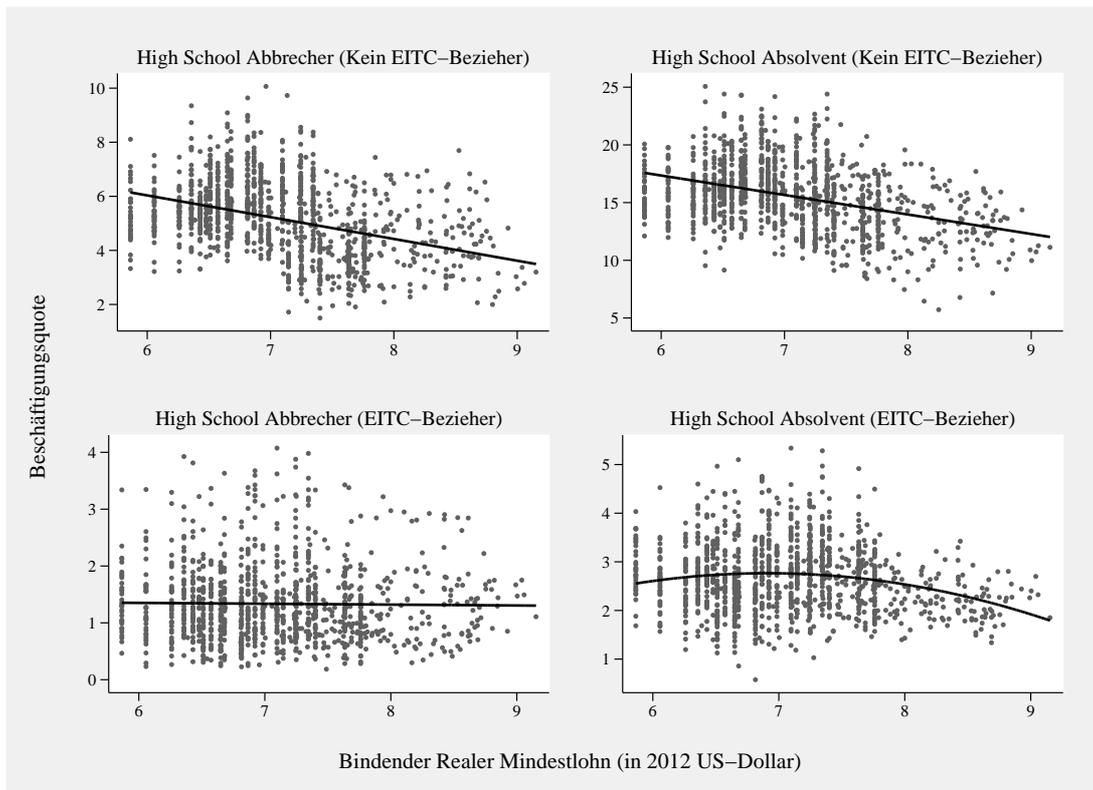 High School Abbrecher (Kein EITC−Bezieher)
10
8
6
4
2
6 7 8 9
High School Absolvent (Kein EITC−Bezieher)
25
20
15
10
5
6 7 8 9
Beschäftigungsquote
High School Abbrecher (EITC−Bezieher)
4
3
2
1
0
6 7 8 9
High School Absolvent (EITC−Bezieher)
5
4
3
2
1
6 7 8 9
Bindender Realer Mindestlohn (in 2012 US−Dollar)